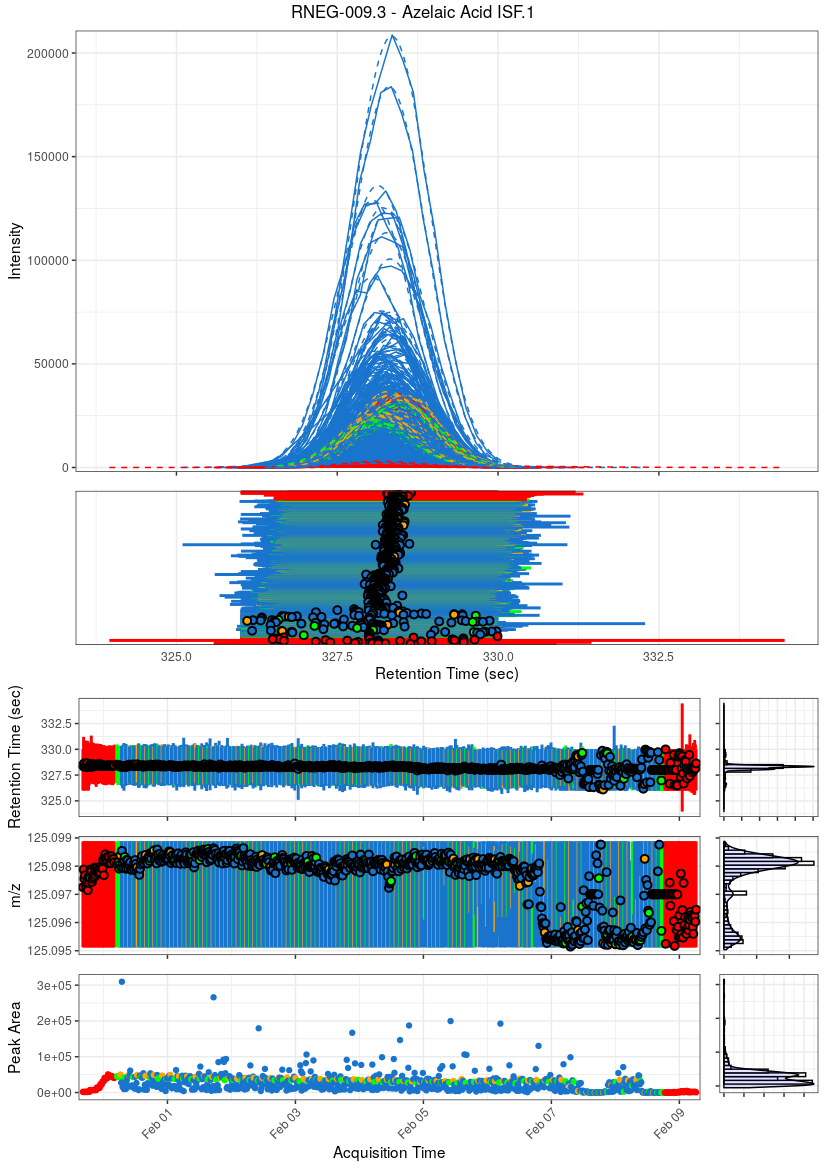 RNEG-009.3 - Azelaic Acid ISF.1
200000
150000
100000
50000
0
Intensity
325.0 327.5 330.0 332.5
Retention Time (sec)
332.5
330.0
327.5
325.0
Retention Time (sec)
125.099
125.098
125.097
125.096
125.095
m/z
3e+05
2e+05
1e+05
0e+00
Peak Area
Feb 01 Feb 03 Feb 05 Feb 07 Feb 09
Acquisition Time